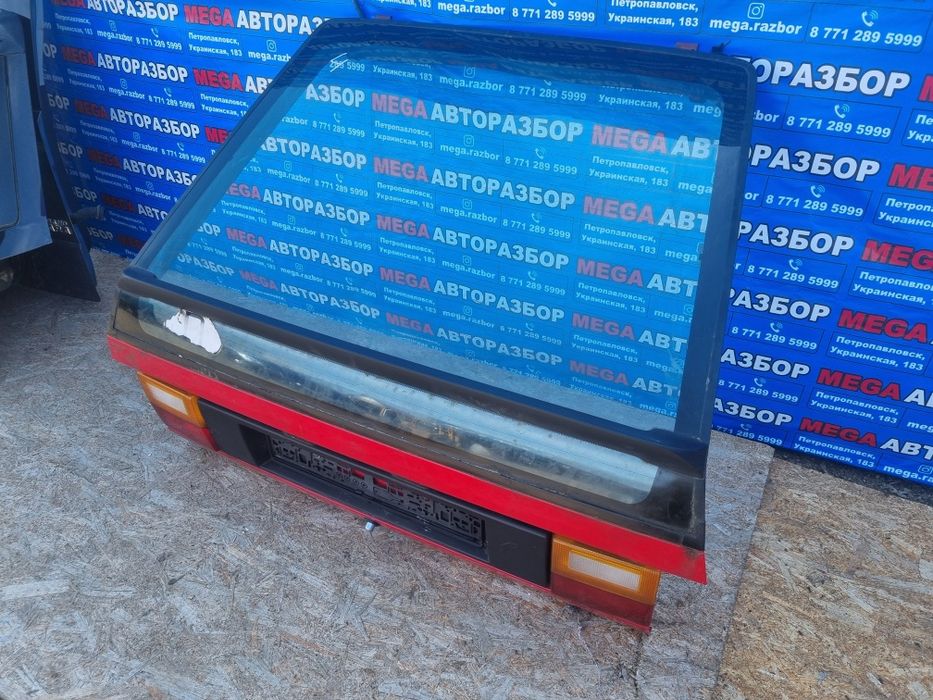 MEGA АВТОРАЗБОР
Петропавловск,
Украинская, 183
mega.razbor
8 771 289 5999